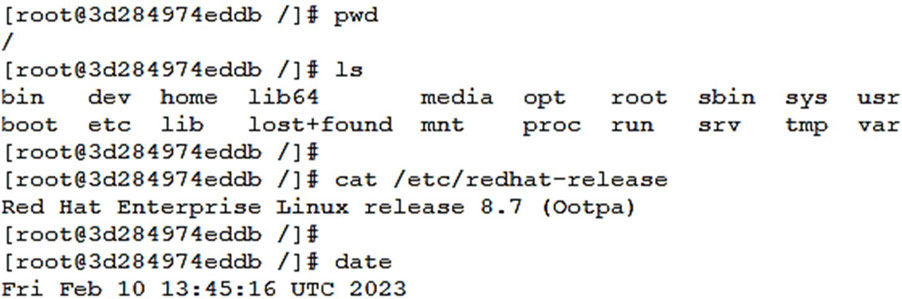 [root@3d284974eddb /]# pwd
/
[root@3d284974eddb /]# ls
bin   dev  home  lib64       media  opt   root  sbin  sys  usr
boot  etc  lib   lost+found  mnt    proc  run   srv   tmp  var
[root@3d284974eddb /]#
[root@3d284974eddb /]# cat /etc/redhat-release
Red Hat Enterprise Linux release 8.7 (Ootpa)
[root@3d284974eddb /]#
[root@3d284974eddb /]# date
Fri Feb 10 13:45:16 UTC 2023